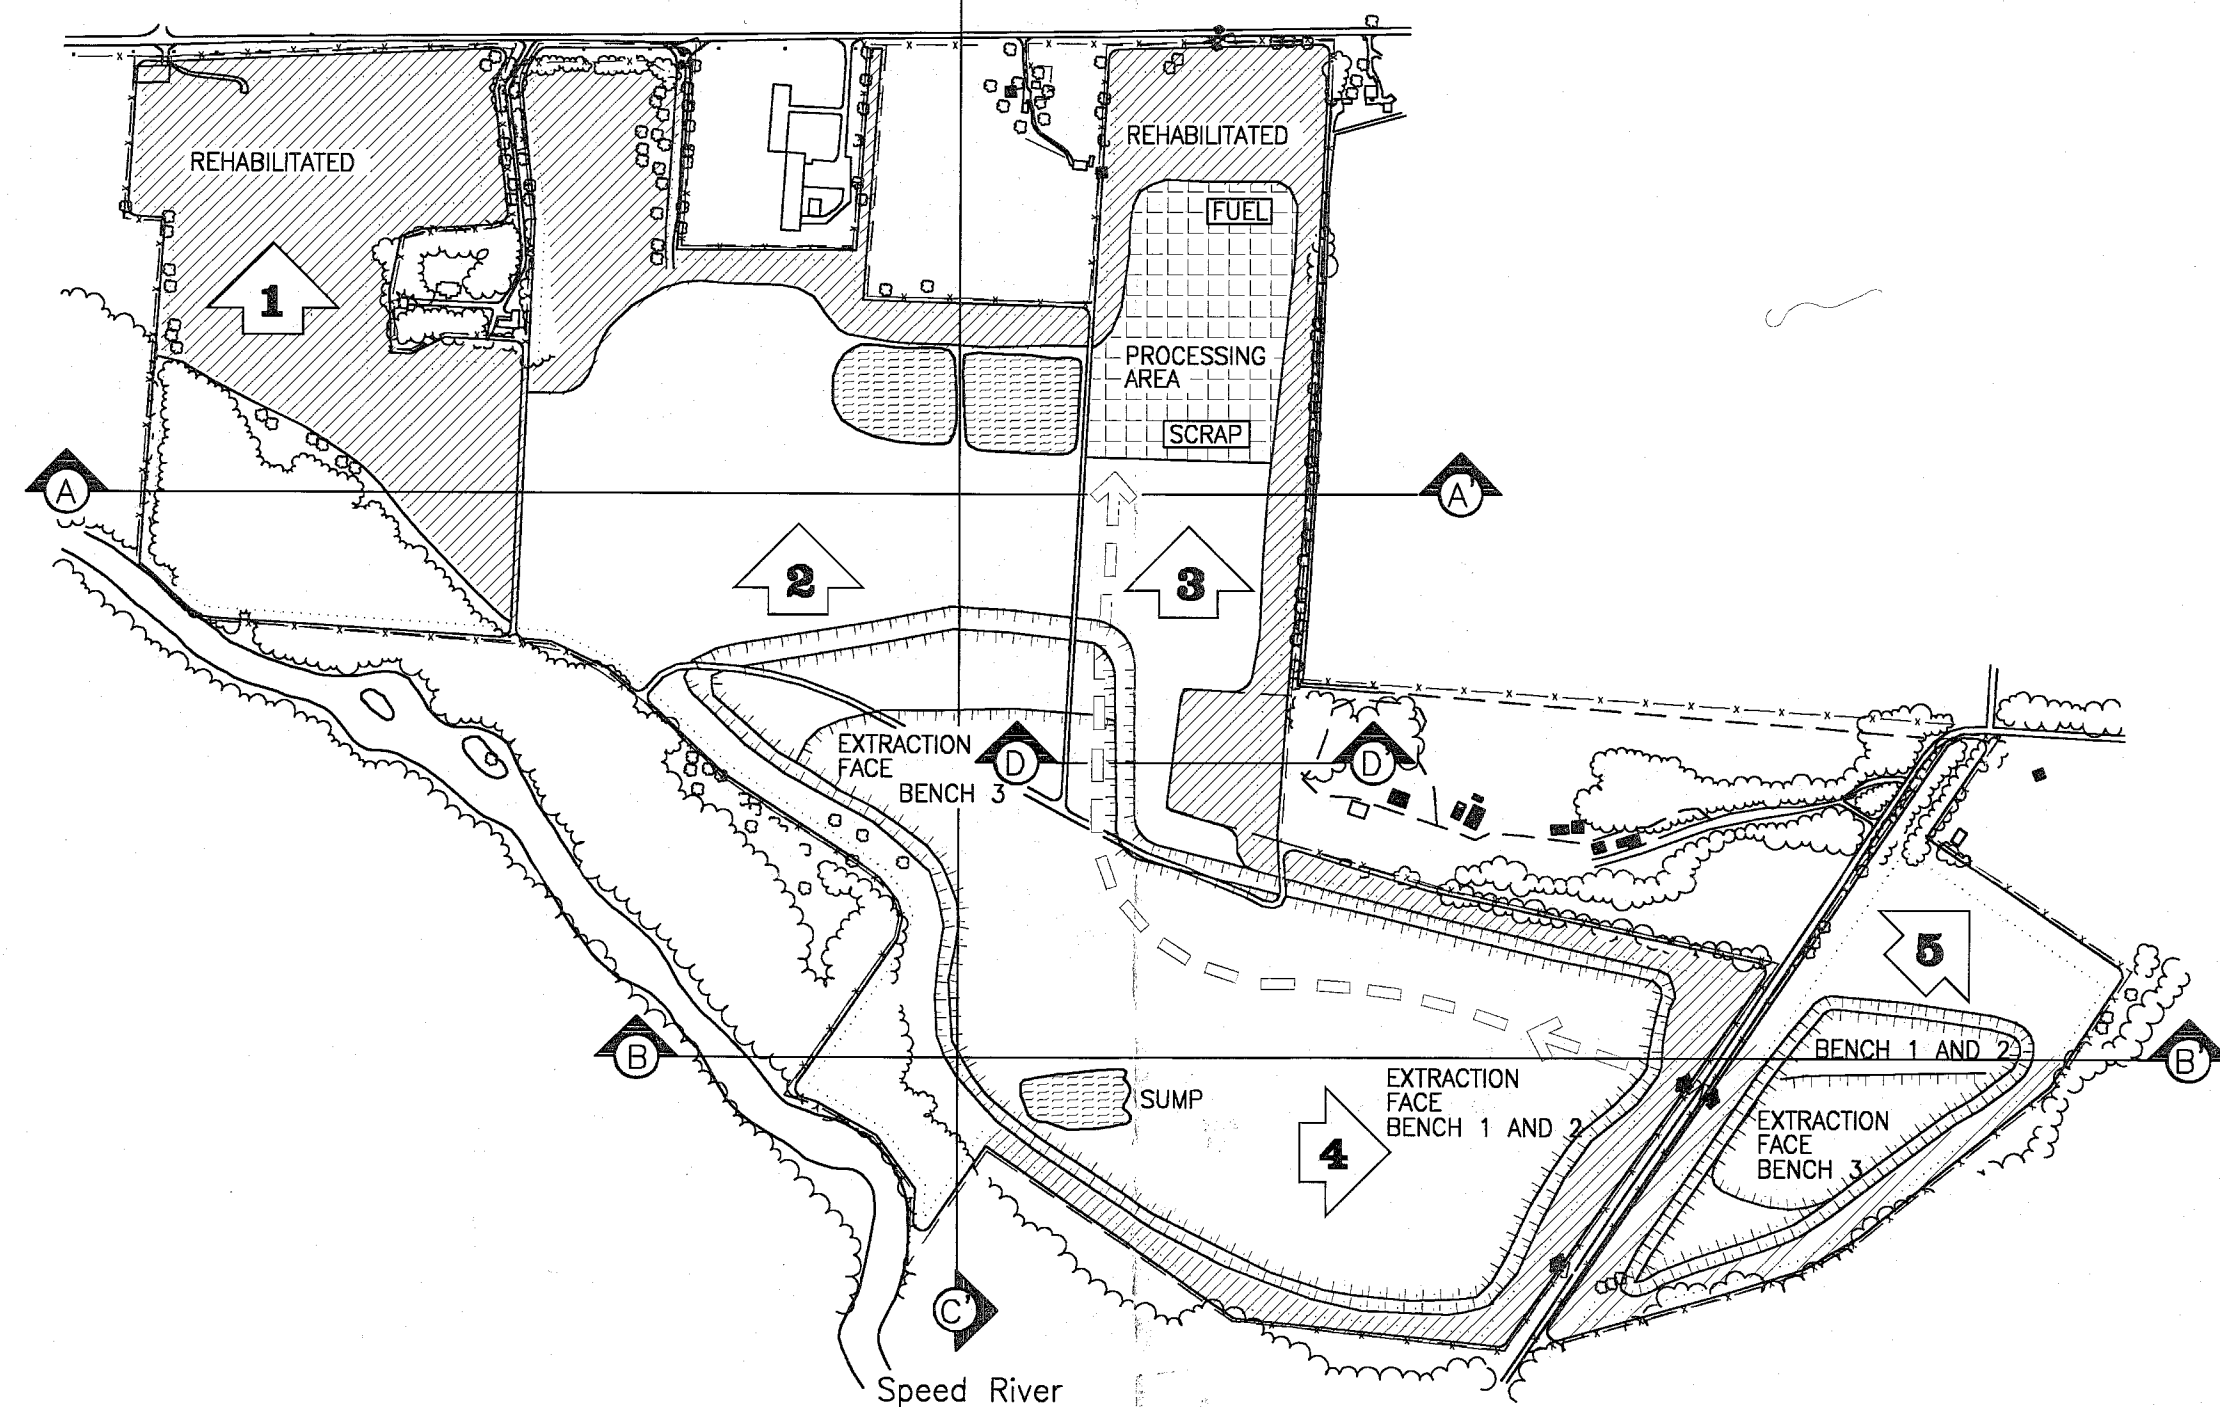 REHABILITATED
REHABILITATED
FUEL
1
PROCESSING
AREA
SCRAP
A
A'
2
3
EXTRACTION
FACE
BENCH 3
D
D'
5
B
BENCH 1 AND 2
B'
SUMP
EXTRACTION
FACE
BENCH 1 AND 2
4
EXTRACTION
FACE
BENCH 3
C'
Speed River